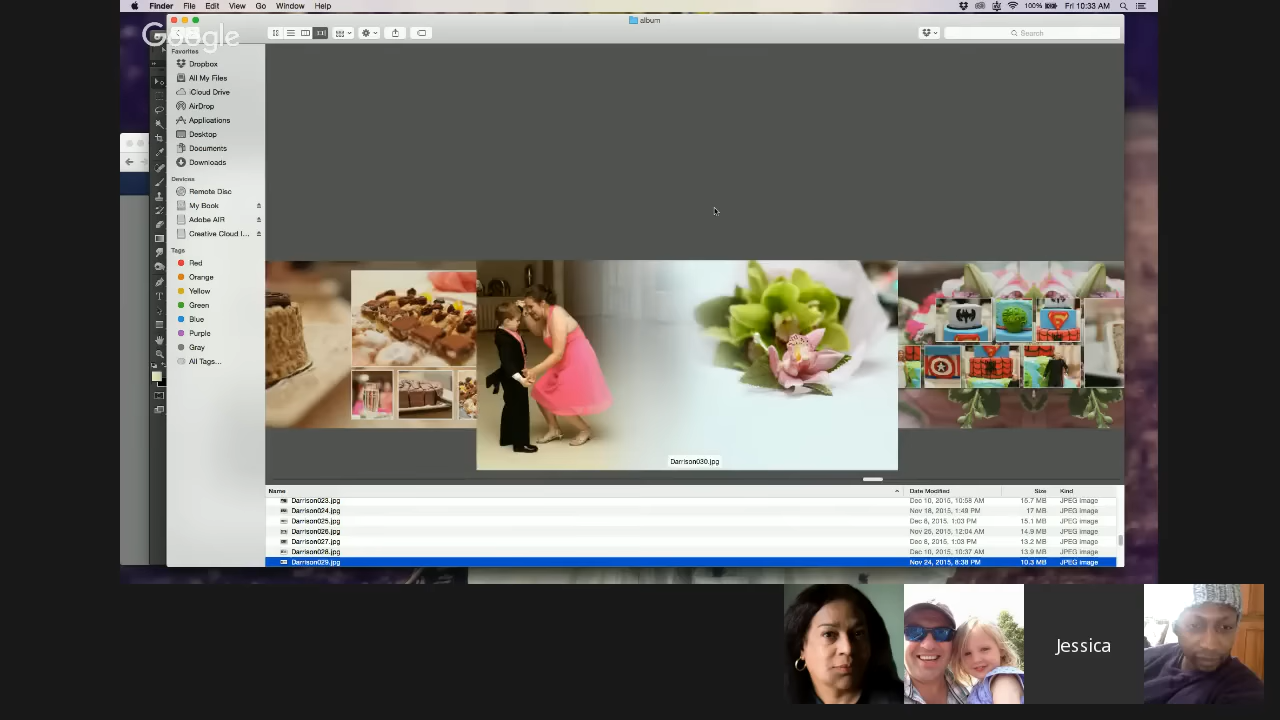 Finder File Edit View Go Window Help
100% Fri 10:33 AM
album
Google
Search
Favorites
Dropbox
All My Files
iCloud Drive
AirDrop
Applications
Desktop
Documents
Downloads
Devices
Remote Disc
My Book
Adobe AIR
Creative Cloud I...
Tags
Red
Orange
Yellow
Green
Blue
Purple
Gray
All Tags...
Darrison030.jpg
Name Date Modified Size Kind
Darrison023.jpg Dec 10, 2015, 10:58 AM 15.7 MB JPEG image
Darrison024.jpg Nov 18, 2015, 1:48 PM 17 MB JPEG image
Darrison025.jpg Dec 8, 2015, 1:03 PM 15.1 MB JPEG image
Darrison026.jpg Nov 25, 2015, 12:04 AM 14.9 MB JPEG image
Darrison027.jpg Dec 8, 2015, 1:03 PM 13.2 MB JPEG image
Darrison028.jpg Dec 10, 2015, 10:37 AM 13.9 MB JPEG image
Darrison029.jpg Nov 24, 2015, 8:38 PM 10.3 MB JPEG image
Jessica